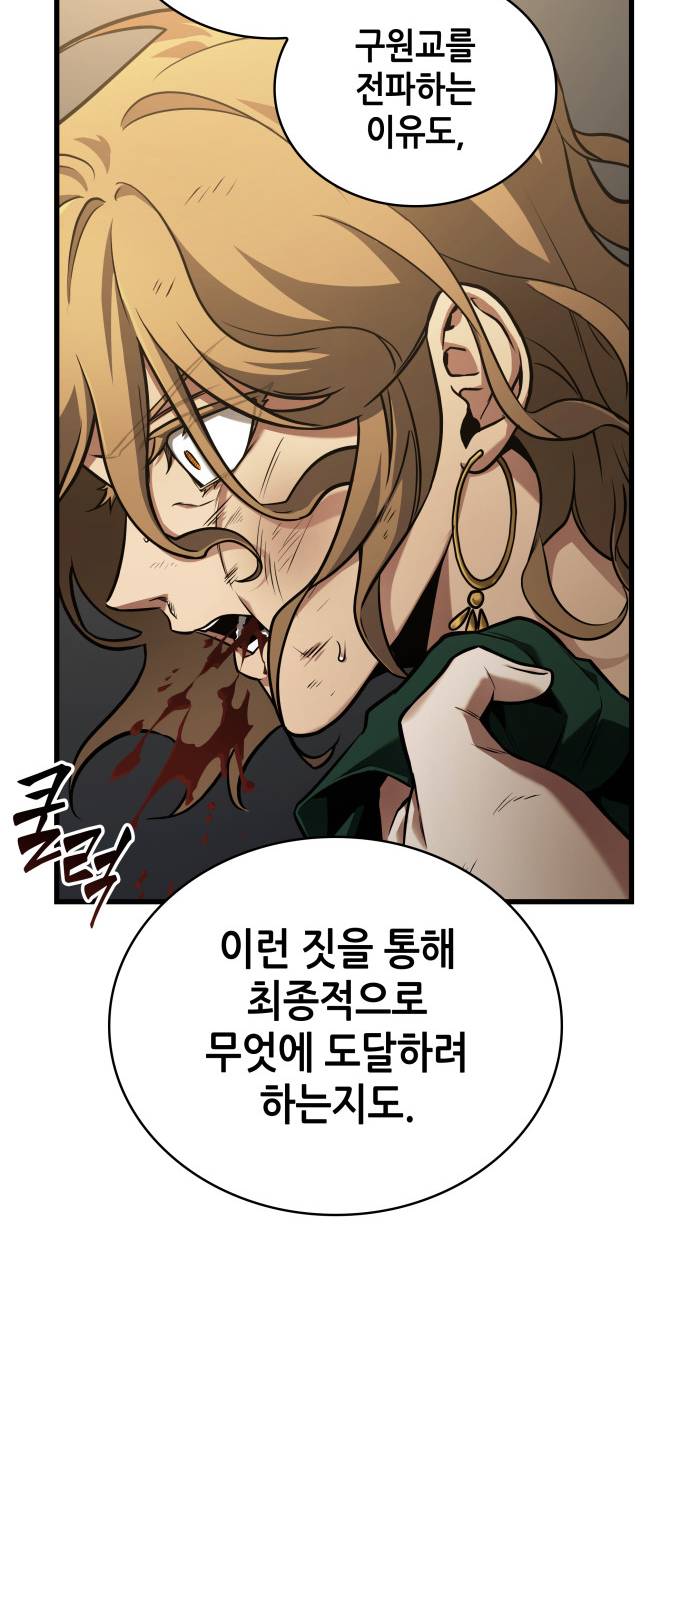 구원교를
전파하는
이유도,
쿨럭
이런 짓을 통해
최종적으로
무엇에 도달하려
하는지도.